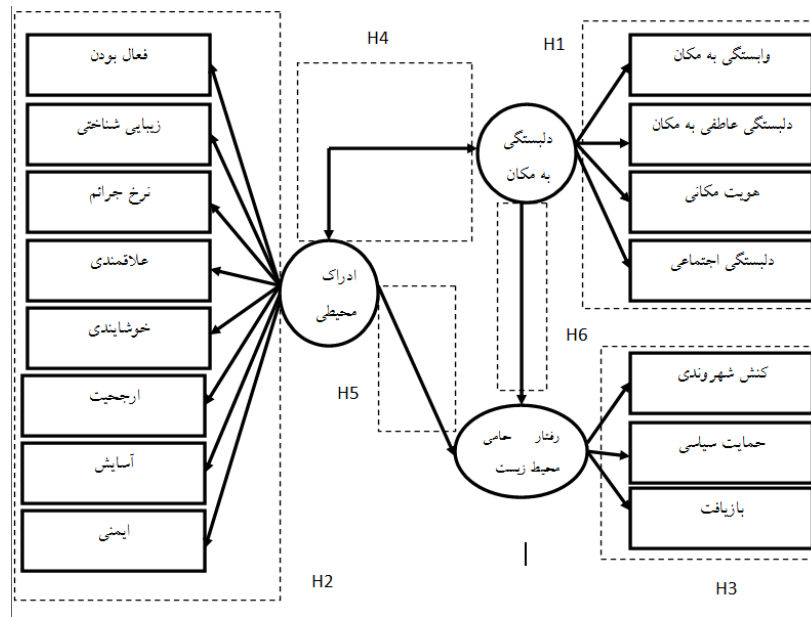 H4
H1
وابستگی به مکان
دلبستگی عاطفی به مکان
هویت مکانی
دلبستگی اجتماعی
دلبستگی
به مکان
فعال بودن
زیبایی شناختی
نرخ جرائم
علاقمندی
خوشایندی
ارجحیت
آسایش
ایمنی
ادراک
محیطی
H6
H5
کنش شهروندی
حمایت سیاسی
بازیافت
رفتار حامی
محیط زیست
H2
H3